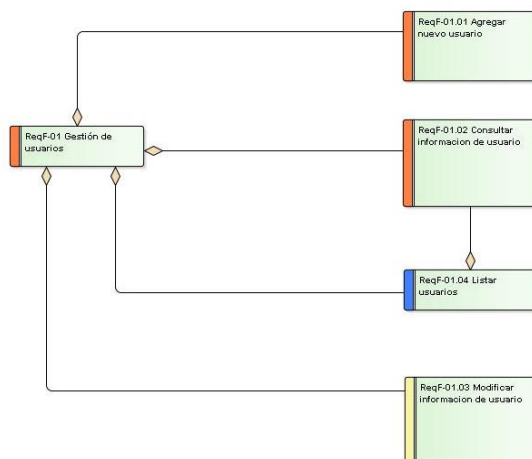 ReqF-01.01 Agregar
nuevo usuario
ReqF-01 Gestión de
usuarios
ReqF-01.02 Consultar
informacion de usuario
ReqF-01.04 Listar
usuarios
ReqF-01.03 Modificar
informacion de usuario